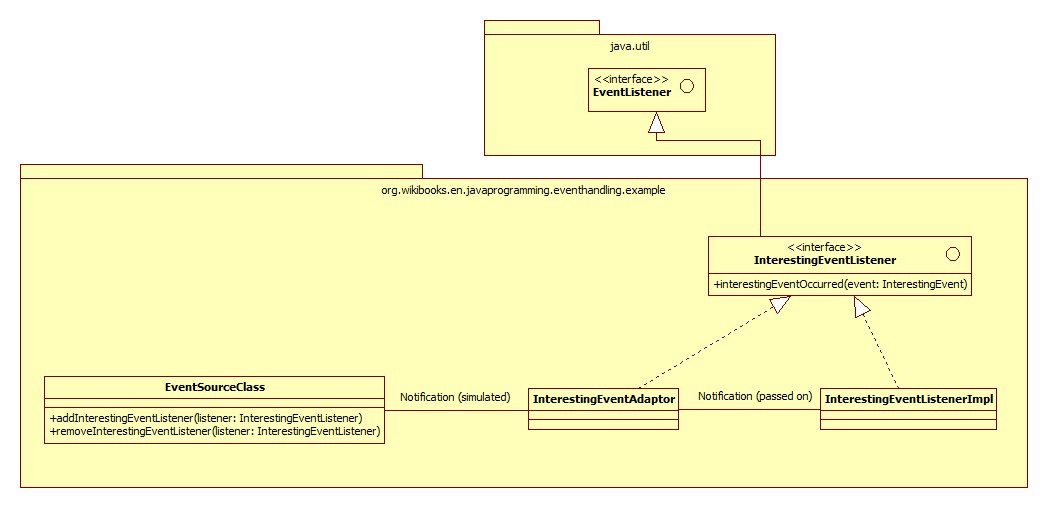 java.util
<<interface>>
EventListener
org.wikibooks.en.javaprogramming.eventhandling.example
<<interface>>
InterestingEventListener
+interestingEventOccurred(event: InterestingEvent)
EventSourceClass
+addInterestingEventListener(listener: InterestingEventListener)
+removeInterestingEventListener(listener: InterestingEventListener)
Notification (simulated)
InterestingEventAdaptor
Notification (passed on)
InterestingEventListenerImpl